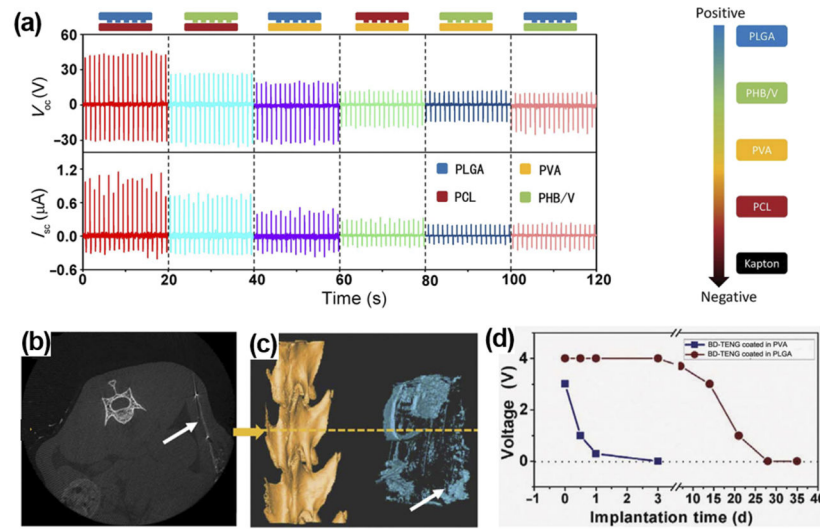 (a)
60
30
0
−30
Voc (V)
1.2
0.6
0.0
−0.6
Isc (μA)
PLGA
PVA
PCL
PHB/V
0
20
40
60
80
100
120
Time (s)
Positive
PLGA
PHB/V
PVA
PCL
Kapton
Negative
(b)
(c)
(d)
BD-TENG coated in PVA
BD-TENG coated in PLGA
Voltage (V)
4
2
0
−1
0
1
2
3
10
15
20
25
30
35
Implantation time (d)